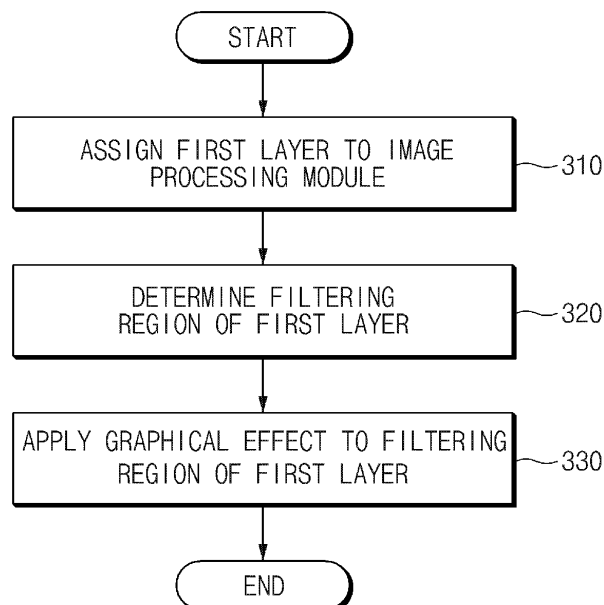 START
ASSIGN FIRST LAYER TO IMAGE
PROCESSING MODULE
310
DETERMINE FILTERING
REGION OF FIRST LAYER
320
APPLY GRAPHICAL EFFECT TO FILTERING
REGION OF FIRST LAYER
330
END